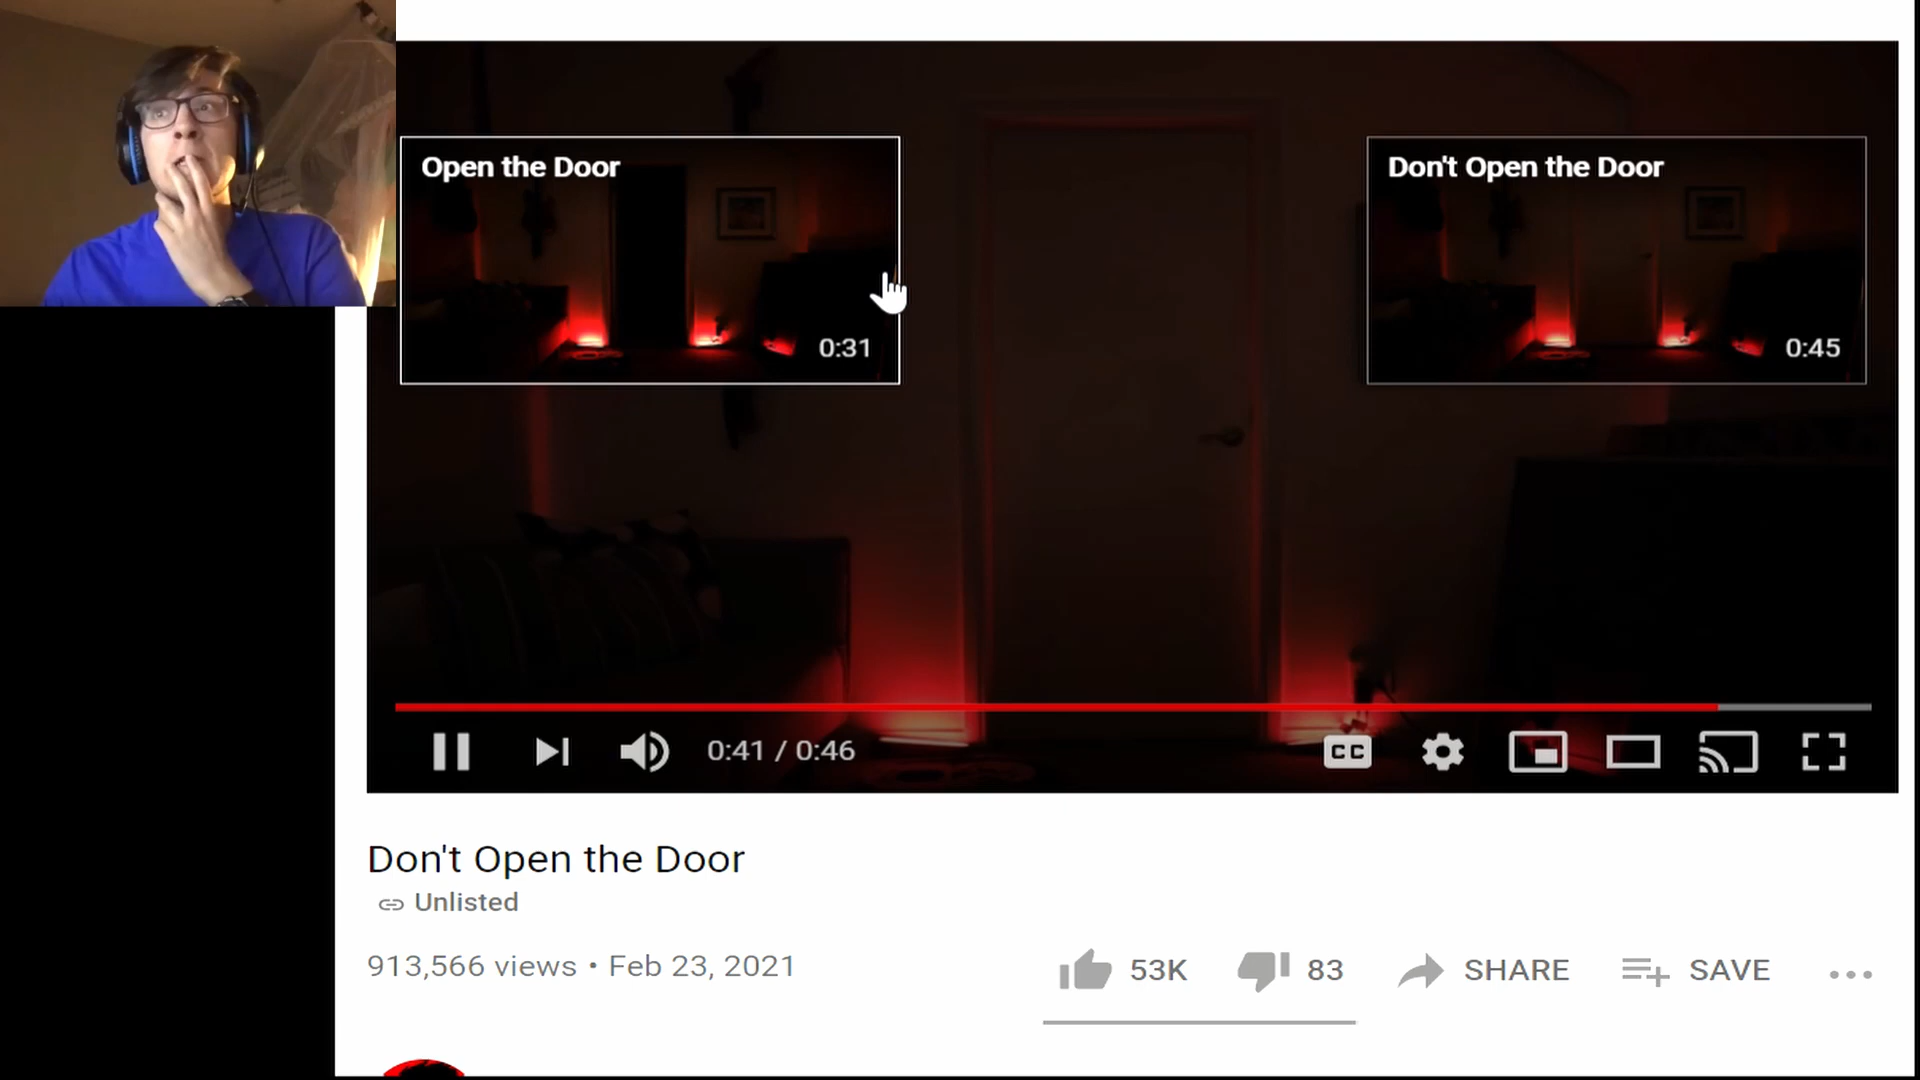 Open the Door
0:31
Don't Open the Door
0:45
0:41 / 0:46
CC
Don't Open the Door
Unlisted
913,566 views • Feb 23, 2021
53K
83
SHARE
SAVE